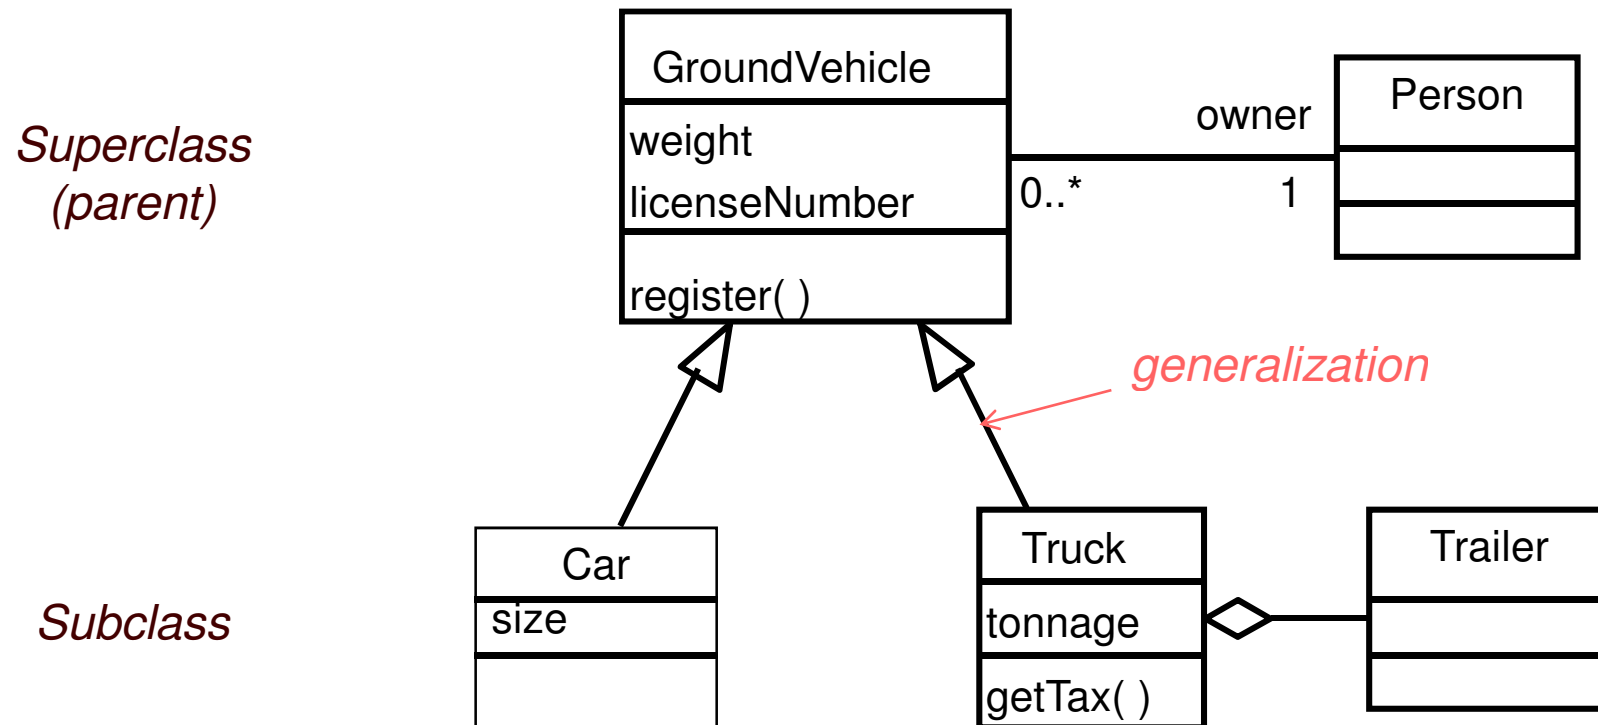 GroundVehicle
weight
licenseNumber
register( )
Person
owner
0..*
1
Superclass
(parent)
generalization
Car
size
Truck
tonnage
getTax( )
Trailer
Subclass